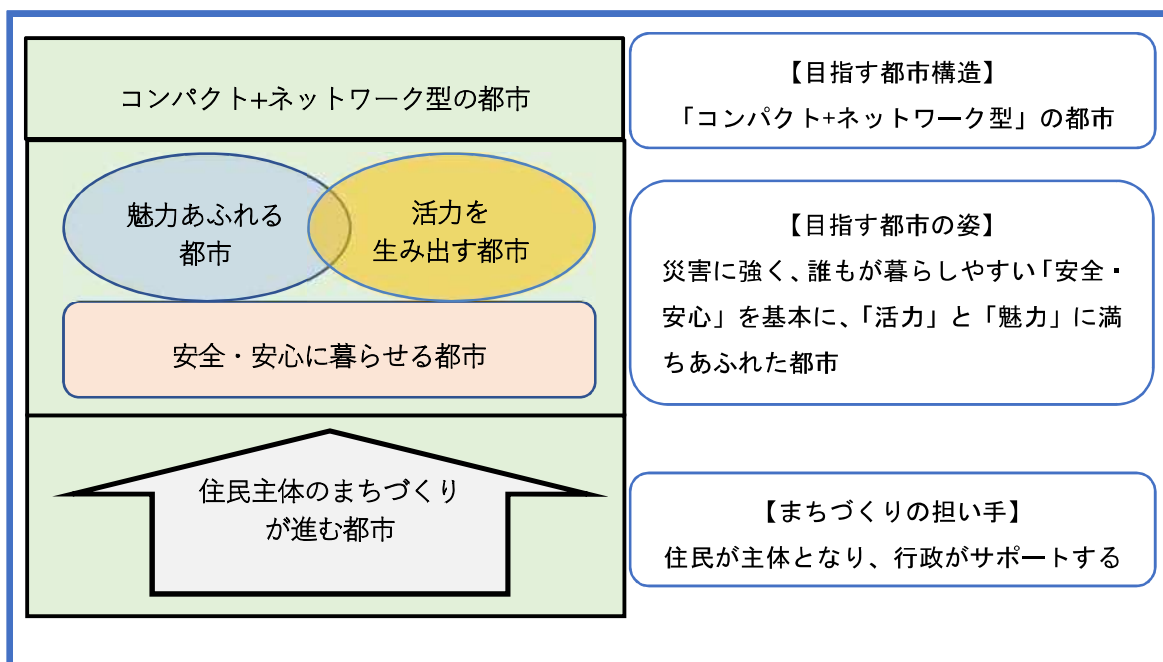 コンパクト+ネットワーク型の都市
【目指す都市構造】
「コンパクト+ネットワーク型」の都市
魅力あふれる
都市
活力を
生み出す都市
安全・安心に暮らせる都市
【目指す都市の姿】
災害に強く、誰もが暮らしやすい「安全・
安心」を基本に、「活力」と「魅力」に満
ちあふれた都市
住民主体のまちづくり
が進む都市
【まちづくりの担い手】
住民が主体となり、行政がサポートする